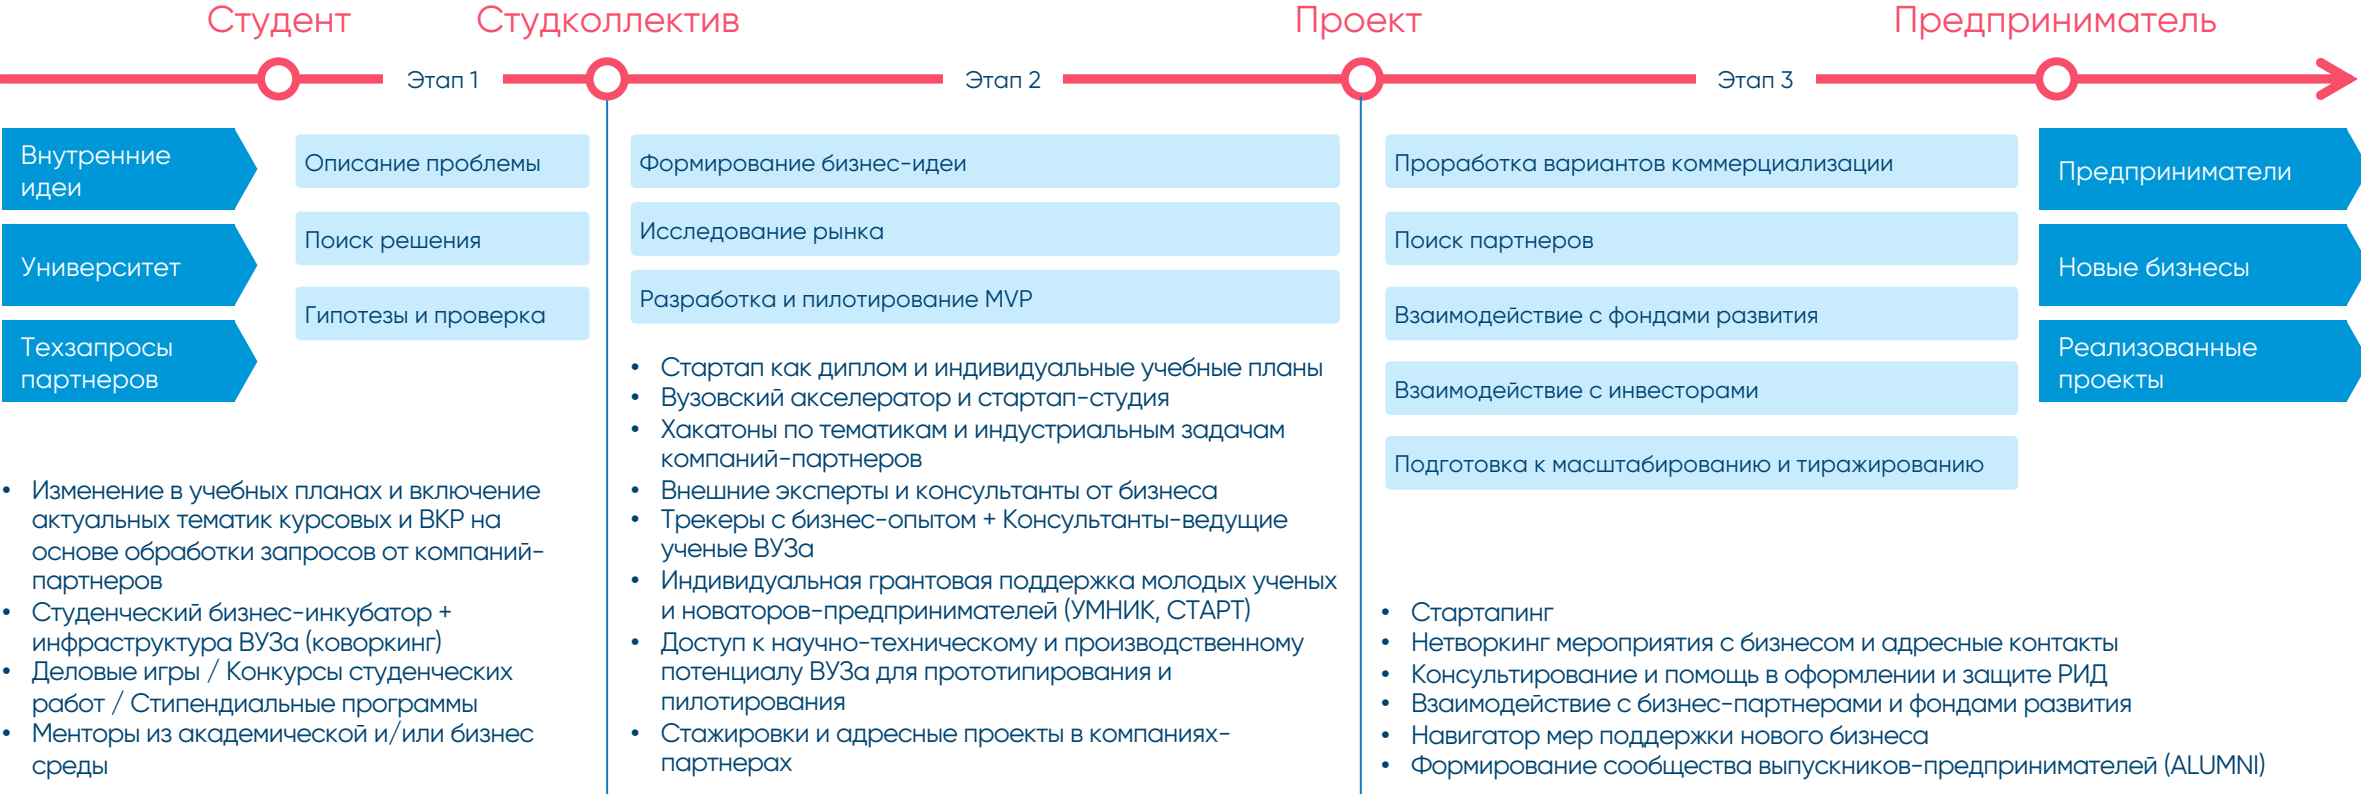 Студент
Студколлектив
Проект
Предприниматель
Этап 1
Этап 2
Этап 3
Внутренние
идеи
Университет
Техзапросы
партнеров
Описание проблемы
Поиск решения
Гипотезы и проверка
• Изменение в учебных планах и включение
актуальных тематик курсовых и ВКР на
основе обработки запросов от компаний-
партнеров
• Студенческий бизнес-инкубатор +
инфраструктура ВУЗа (коворкинг)
• Деловые игры / Конкурсы студенческих
работ / Стипендиальные программы
• Менторы из академической и/или бизнес
среды
Формирование бизнес-идеи
Исследование рынка
Разработка и пилотирование MVP
• Стартап как диплом и индивидуальные учебные планы
• Вузовский акселератор и стартап-студия
• Хакатоны по тематикам и индустриальным задачам
компаний-партнеров
• Внешние эксперты и консультанты от бизнеса
• Трекеры с бизнес-опытом + Консультанты-ведущие
ученые ВУЗа
• Индивидуальная грантовая поддержка молодых ученых
и новаторов-предпринимателей (УМНИК, СТАРТ)
• Доступ к научно-техническому и производственному
потенциалу ВУЗа для прототипирования и
пилотирования
• Стажировки и адресные проекты в компаниях-
партнерах
Проработка вариантов коммерциализации
Поиск партнеров
Взаимодействие с фондами развития
Взаимодействие с инвесторами
Подготовка к масштабированию и тиражированию
• Стартапинг
• Нетворкинг мероприятия с бизнесом и адресные контакты
• Консультирование и помощь в оформлении и защите РИД
• Взаимодействие с бизнес-партнерами и фондами развития
• Навигатор мер поддержки нового бизнеса
• Формирование сообщества выпускников-предпринимателей (ALUMNI)
Предприниматели
Новые бизнесы
Реализованные
проекты